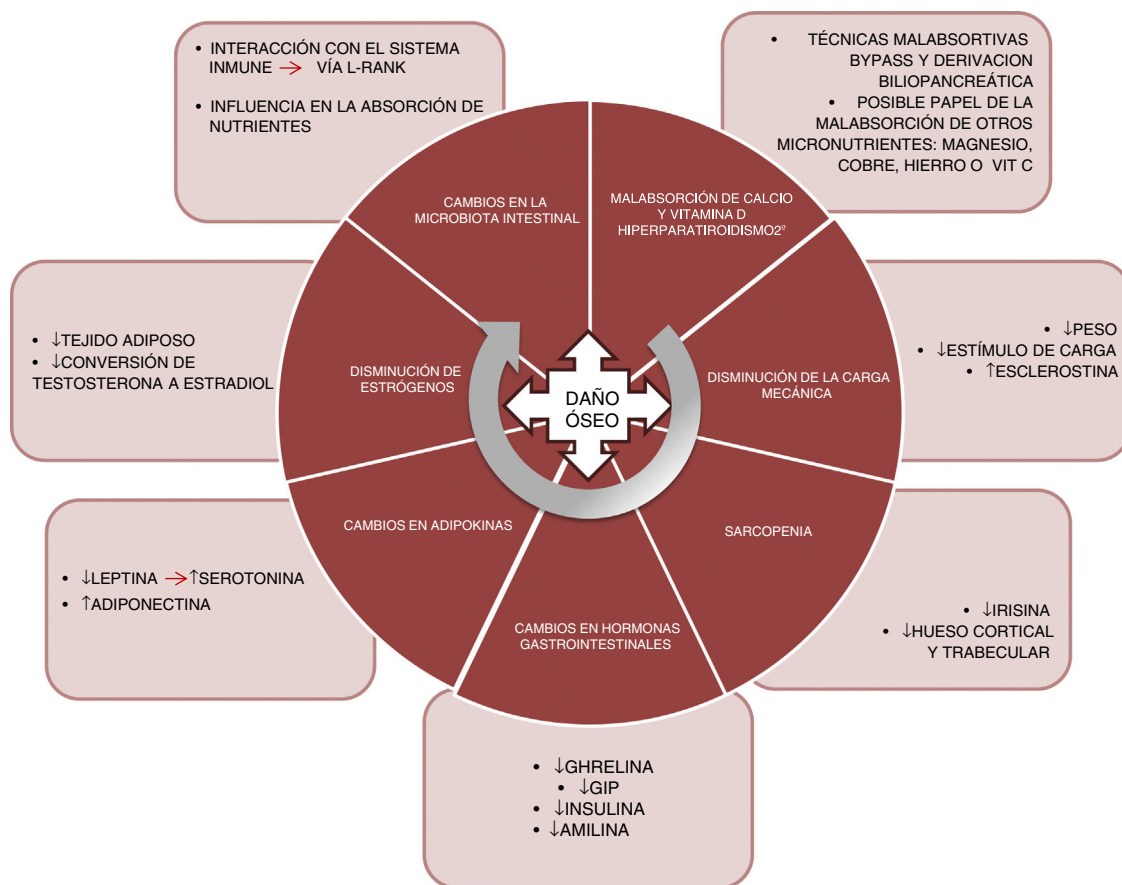 • INTERACCIÓN CON EL SISTEMA
INMUNE → VÍA L-RANK
• INFLUENCIA EN LA ABSORCIÓN DE
NUTRIENTES
• TÉCNICAS MALABSORTIVAS
BYPASS Y DERIVACION
BILIOPANCREÁTICA
• POSIBLE PAPEL DE LA
MALABSORCIÓN DE OTROS
MICRONUTRIENTES: MAGNESIO,
COBRE, HIERRO O VIT C
CAMBIOS EN LA
MICROBIOTA INTESTINAL
MALABSORCIÓN DE CALCIO
Y VITAMINA D
HIPERPARATIROIDISMO2º
• ↓TEJIDO ADIPOSO
• ↓CONVERSIÓN DE
TESTOSTERONA A ESTRADIOL
DISMINUCIÓN DE
ESTRÓGENOS
DAÑO
ÓSEO
DISMINUCIÓN DE LA CARGA
MECÁNICA
• ↓PESO
• ↓ESTÍMULO DE CARGA
• ↑ESCLEROSTINA
CAMBIOS EN ADIPOKINAS
SARCOPENIA
• ↓LEPTINA → ↑SEROTONINA
• ↑ADIPONECTINA
CAMBIOS EN HORMONAS
GASTROINTESTINALES
• ↓IRISINA
• ↓HUESO CORTICAL
Y TRABECULAR
• ↓GHRELINA
• ↓GIP
• ↓INSULINA
• ↓AMILINA